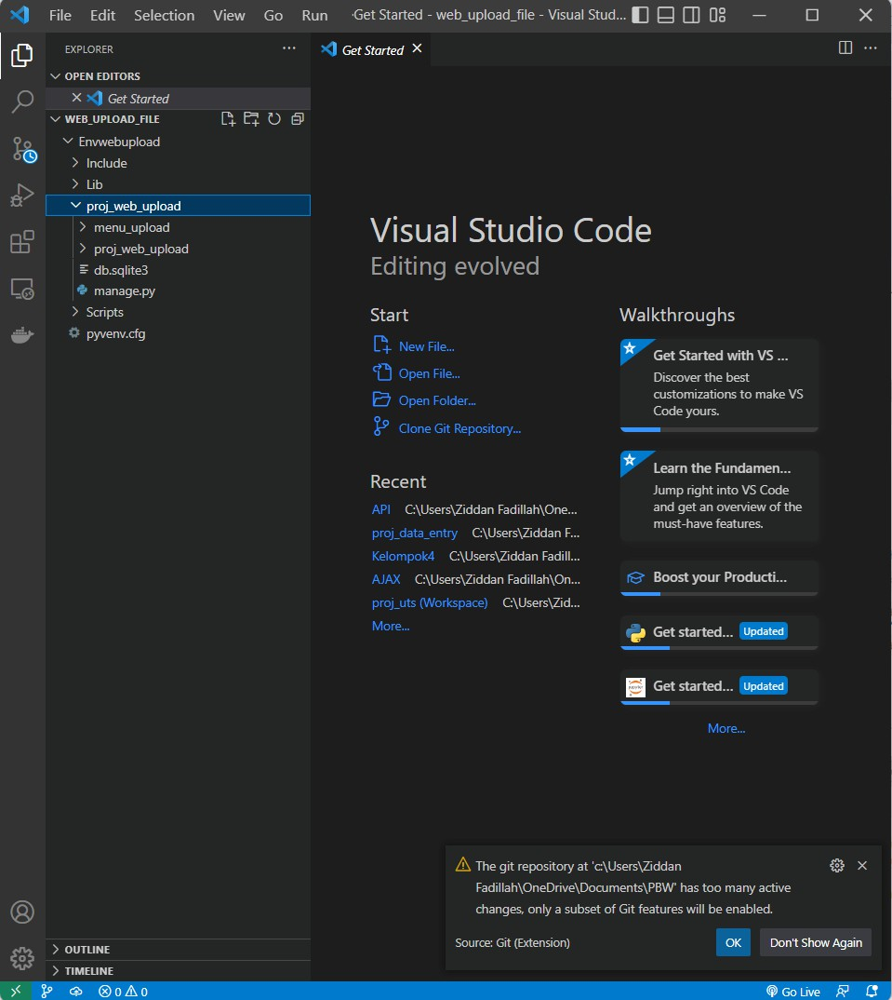 File Edit Selection View Go Run ·Get Started - web_upload_file - Visual Stud...
EXPLORER
Get Started
OPEN EDITORS
Get Started
WEB_UPLOAD_FILE
Envwebupload
Include
Lib
proj_web_upload
menu_upload
proj_web_upload
db.sqlite3
manage.py
Scripts
pyvenv.cfg
OUTLINE
TIMELINE
Visual Studio Code
Editing evolved
Start
New File...
Open File...
Open Folder...
Clone Git Repository...
Recent
API C:\Users\Ziddan Fadillah\One...
proj_data_entry C:\Users\Ziddan F...
Kelompok4 C:\Users\Ziddan Fadill...
AJAX C:\Users\Ziddan Fadillah\On...
proj_uts (Workspace) C:\Users\Zid...
More...
Walkthroughs
Get Started with VS ...
Discover the best
customizations to make VS
Code yours.
Learn the Fundamen...
Jump right into VS Code
and get an overview of the
must-have features.
Boost your Producti...
Get started... Updated
Get started... Updated
More...
The git repository at 'c:\Users\Ziddan
Fadillah\OneDrive\Documents\PBW' has too many active
changes, only a subset of Git features will be enabled.
Source: Git (Extension) OK Don't Show Again
0 0 Go Live